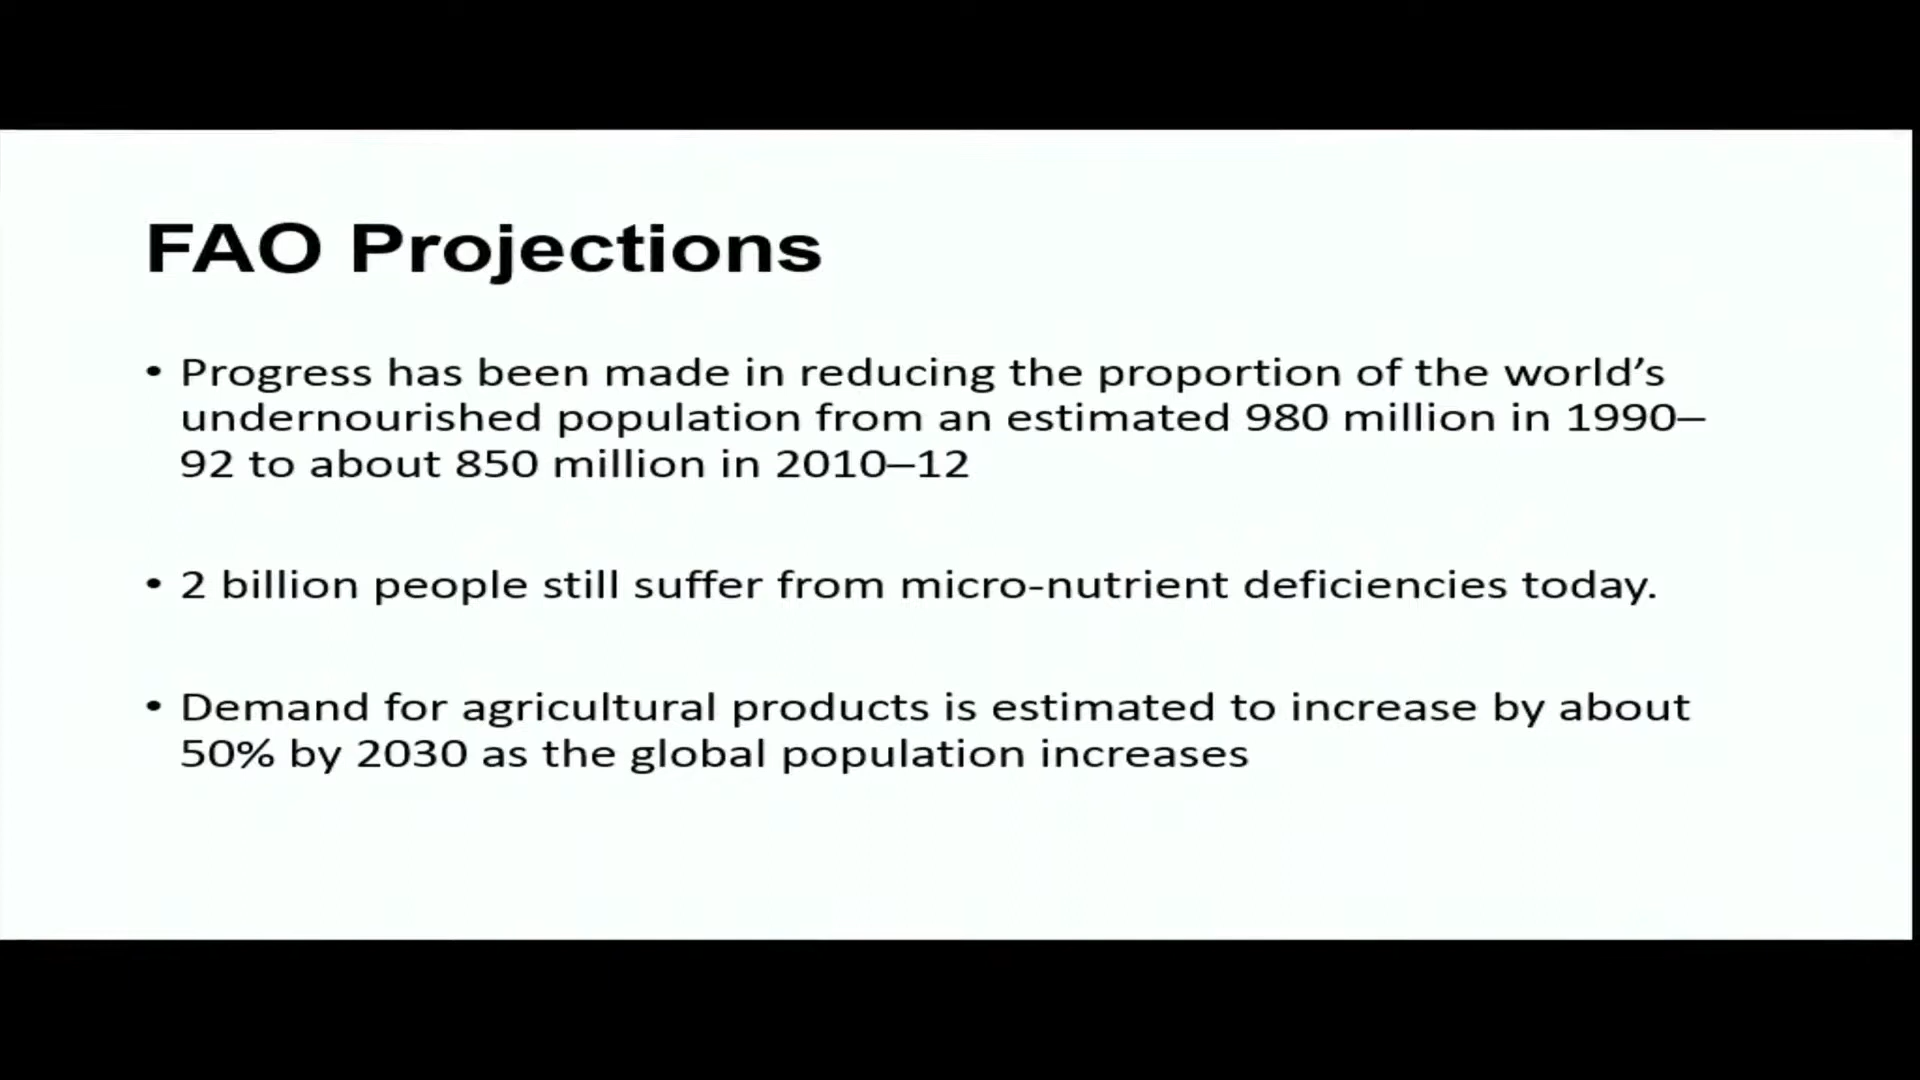 FAO Projections
• Progress has been made in reducing the proportion of the world’s
undernourished population from an estimated 980 million in 1990–
92 to about 850 million in 2010–12
• 2 billion people still suffer from micro-nutrient deficiencies today.
• Demand for agricultural products is estimated to increase by about
50% by 2030 as the global population increases